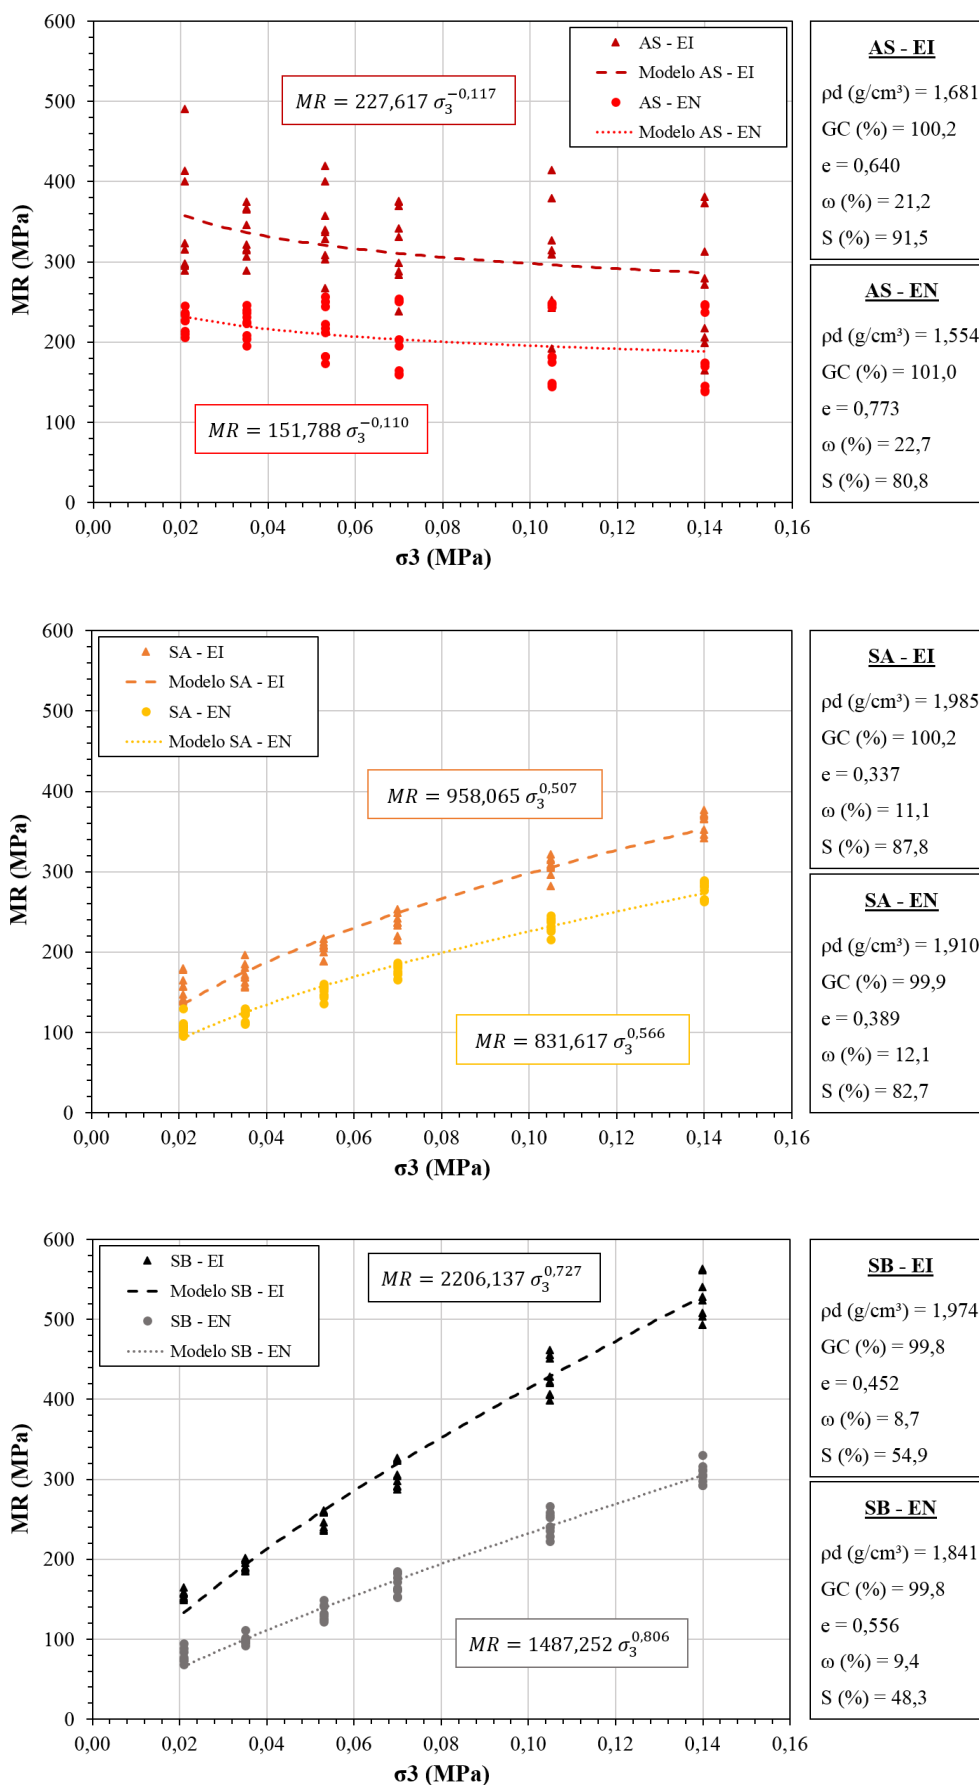 600
500
400
300
200
100
0
MR (MPa)
AS - EI
Modelo AS - EI
AS - EN
Modelo AS - EN
MR = 227,617 σ₃^−0,117
MR = 151,788 σ₃^−0,110
0,00 0,02 0,04 0,06 0,08 0,10 0,12 0,14 0,16
σ3 (MPa)
AS - EI
ρd (g/cm³) = 1,681
GC (%) = 100,2
e = 0,640
ω (%) = 21,2
S (%) = 91,5
AS - EN
ρd (g/cm³) = 1,554
GC (%) = 101,0
e = 0,773
ω (%) = 22,7
S (%) = 80,8
600
500
400
300
200
100
0
MR (MPa)
SA - EI
Modelo SA - EI
SA - EN
Modelo SA - EN
MR = 958,065 σ₃^0,507
MR = 831,617 σ₃^0,566
0,00 0,02 0,04 0,06 0,08 0,10 0,12 0,14 0,16
σ3 (MPa)
SA - EI
ρd (g/cm³) = 1,985
GC (%) = 100,2
e = 0,337
ω (%) = 11,1
S (%) = 87,8
SA - EN
ρd (g/cm³) = 1,910
GC (%) = 99,9
e = 0,389
ω (%) = 12,1
S (%) = 82,7
600
500
400
300
200
100
0
MR (MPa)
SB - EI
Modelo SB - EI
SB - EN
Modelo SB - EN
MR = 2206,137 σ₃^0,727
MR = 1487,252 σ₃^0,806
0,00 0,02 0,04 0,06 0,08 0,10 0,12 0,14 0,16
σ3 (MPa)
SB - EI
ρd (g/cm³) = 1,974
GC (%) = 99,8
e = 0,452
ω (%) = 8,7
S (%) = 54,9
SB - EN
ρd (g/cm³) = 1,841
GC (%) = 99,8
e = 0,556
ω (%) = 9,4
S (%) = 48,3